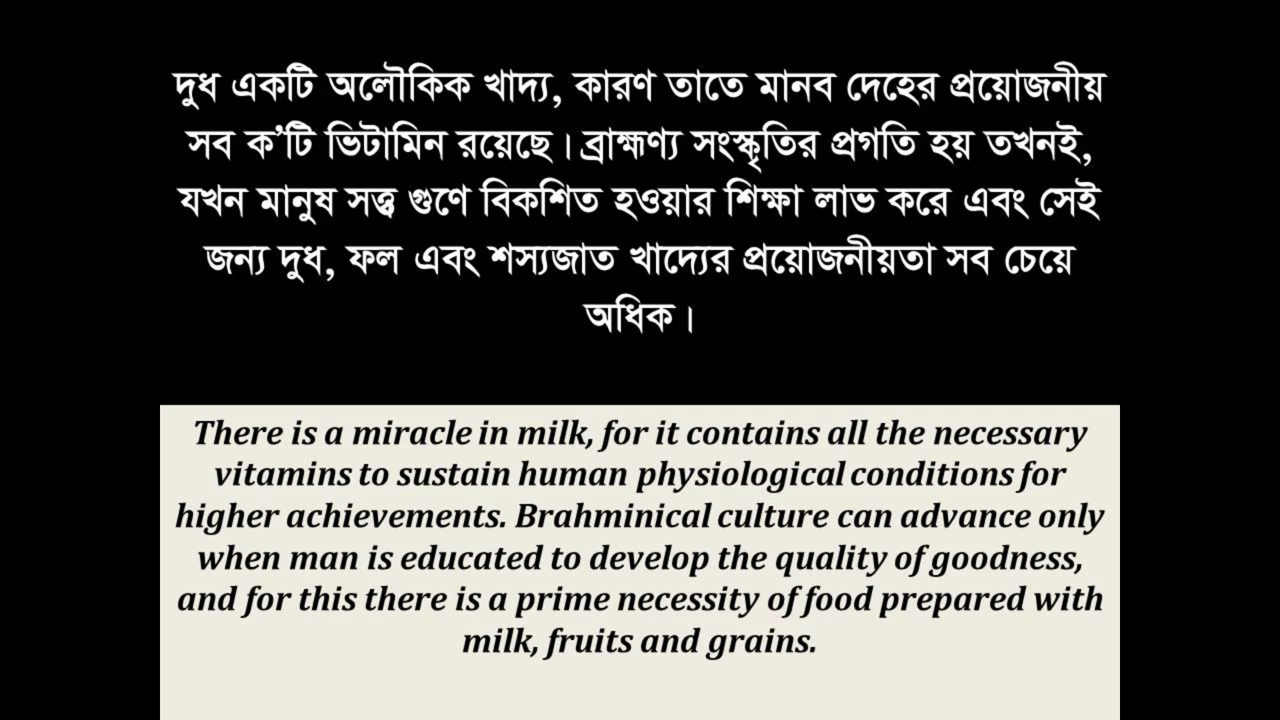 দুধ একটি অলৌকিক খাদ্য, কারণ তাতে মানব দেহের প্রয়োজনীয়
সব ক'টি ভিটামিন রয়েছে। ব্রাহ্মণ্য সংস্কৃতির প্রগতি হয় তখনই,
যখন মানুষ সত্ত্ব গুণে বিকশিত হওয়ার শিক্ষা লাভ করে এবং সেই
জন্য দুধ, ফল এবং শস্যজাত খাদ্যের প্রয়োজনীয়তা সব চেয়ে
অধিক।
There is a miracle in milk, for it contains all the necessary
vitamins to sustain human physiological conditions for
higher achievements. Brahminical culture can advance only
when man is educated to develop the quality of goodness,
and for this there is a prime necessity of food prepared with
milk, fruits and grains.